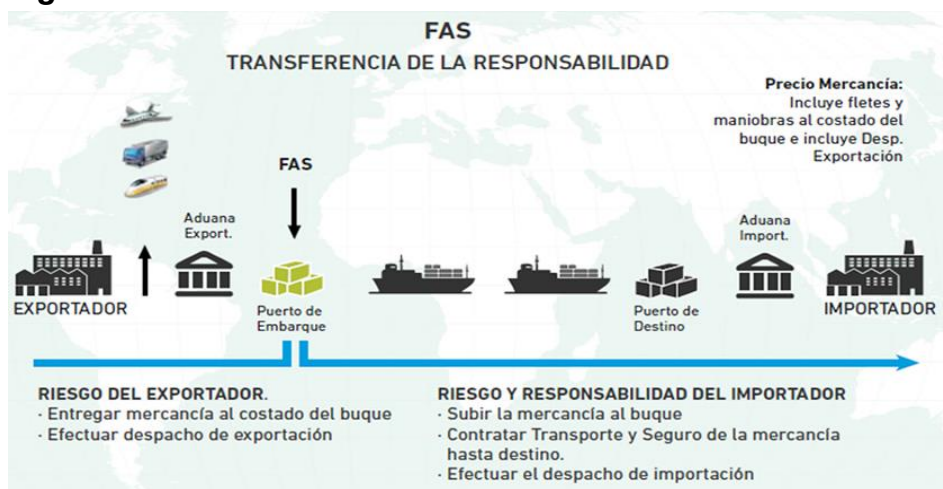 FAS
TRANSFERENCIA DE LA RESPONSABILIDAD
Precio Mercancía:
Incluye fletes y
maniobras al costado del
buque e incluye Desp.
Exportación
FAS
Aduana
Export.
Aduana
Import.
EXPORTADOR
Puerto de
Embarque
Puerto de
Destino
IMPORTADOR
RIESGO DEL EXPORTADOR.
· Entregar mercancía al costado del buque
· Efectuar despacho de exportación
RIESGO Y RESPONSABILIDAD DEL IMPORTADOR
· Subir la mercancía al buque
· Contratar Transporte y Seguro de la mercancía
hasta destino.
· Efectuar el despacho de importación